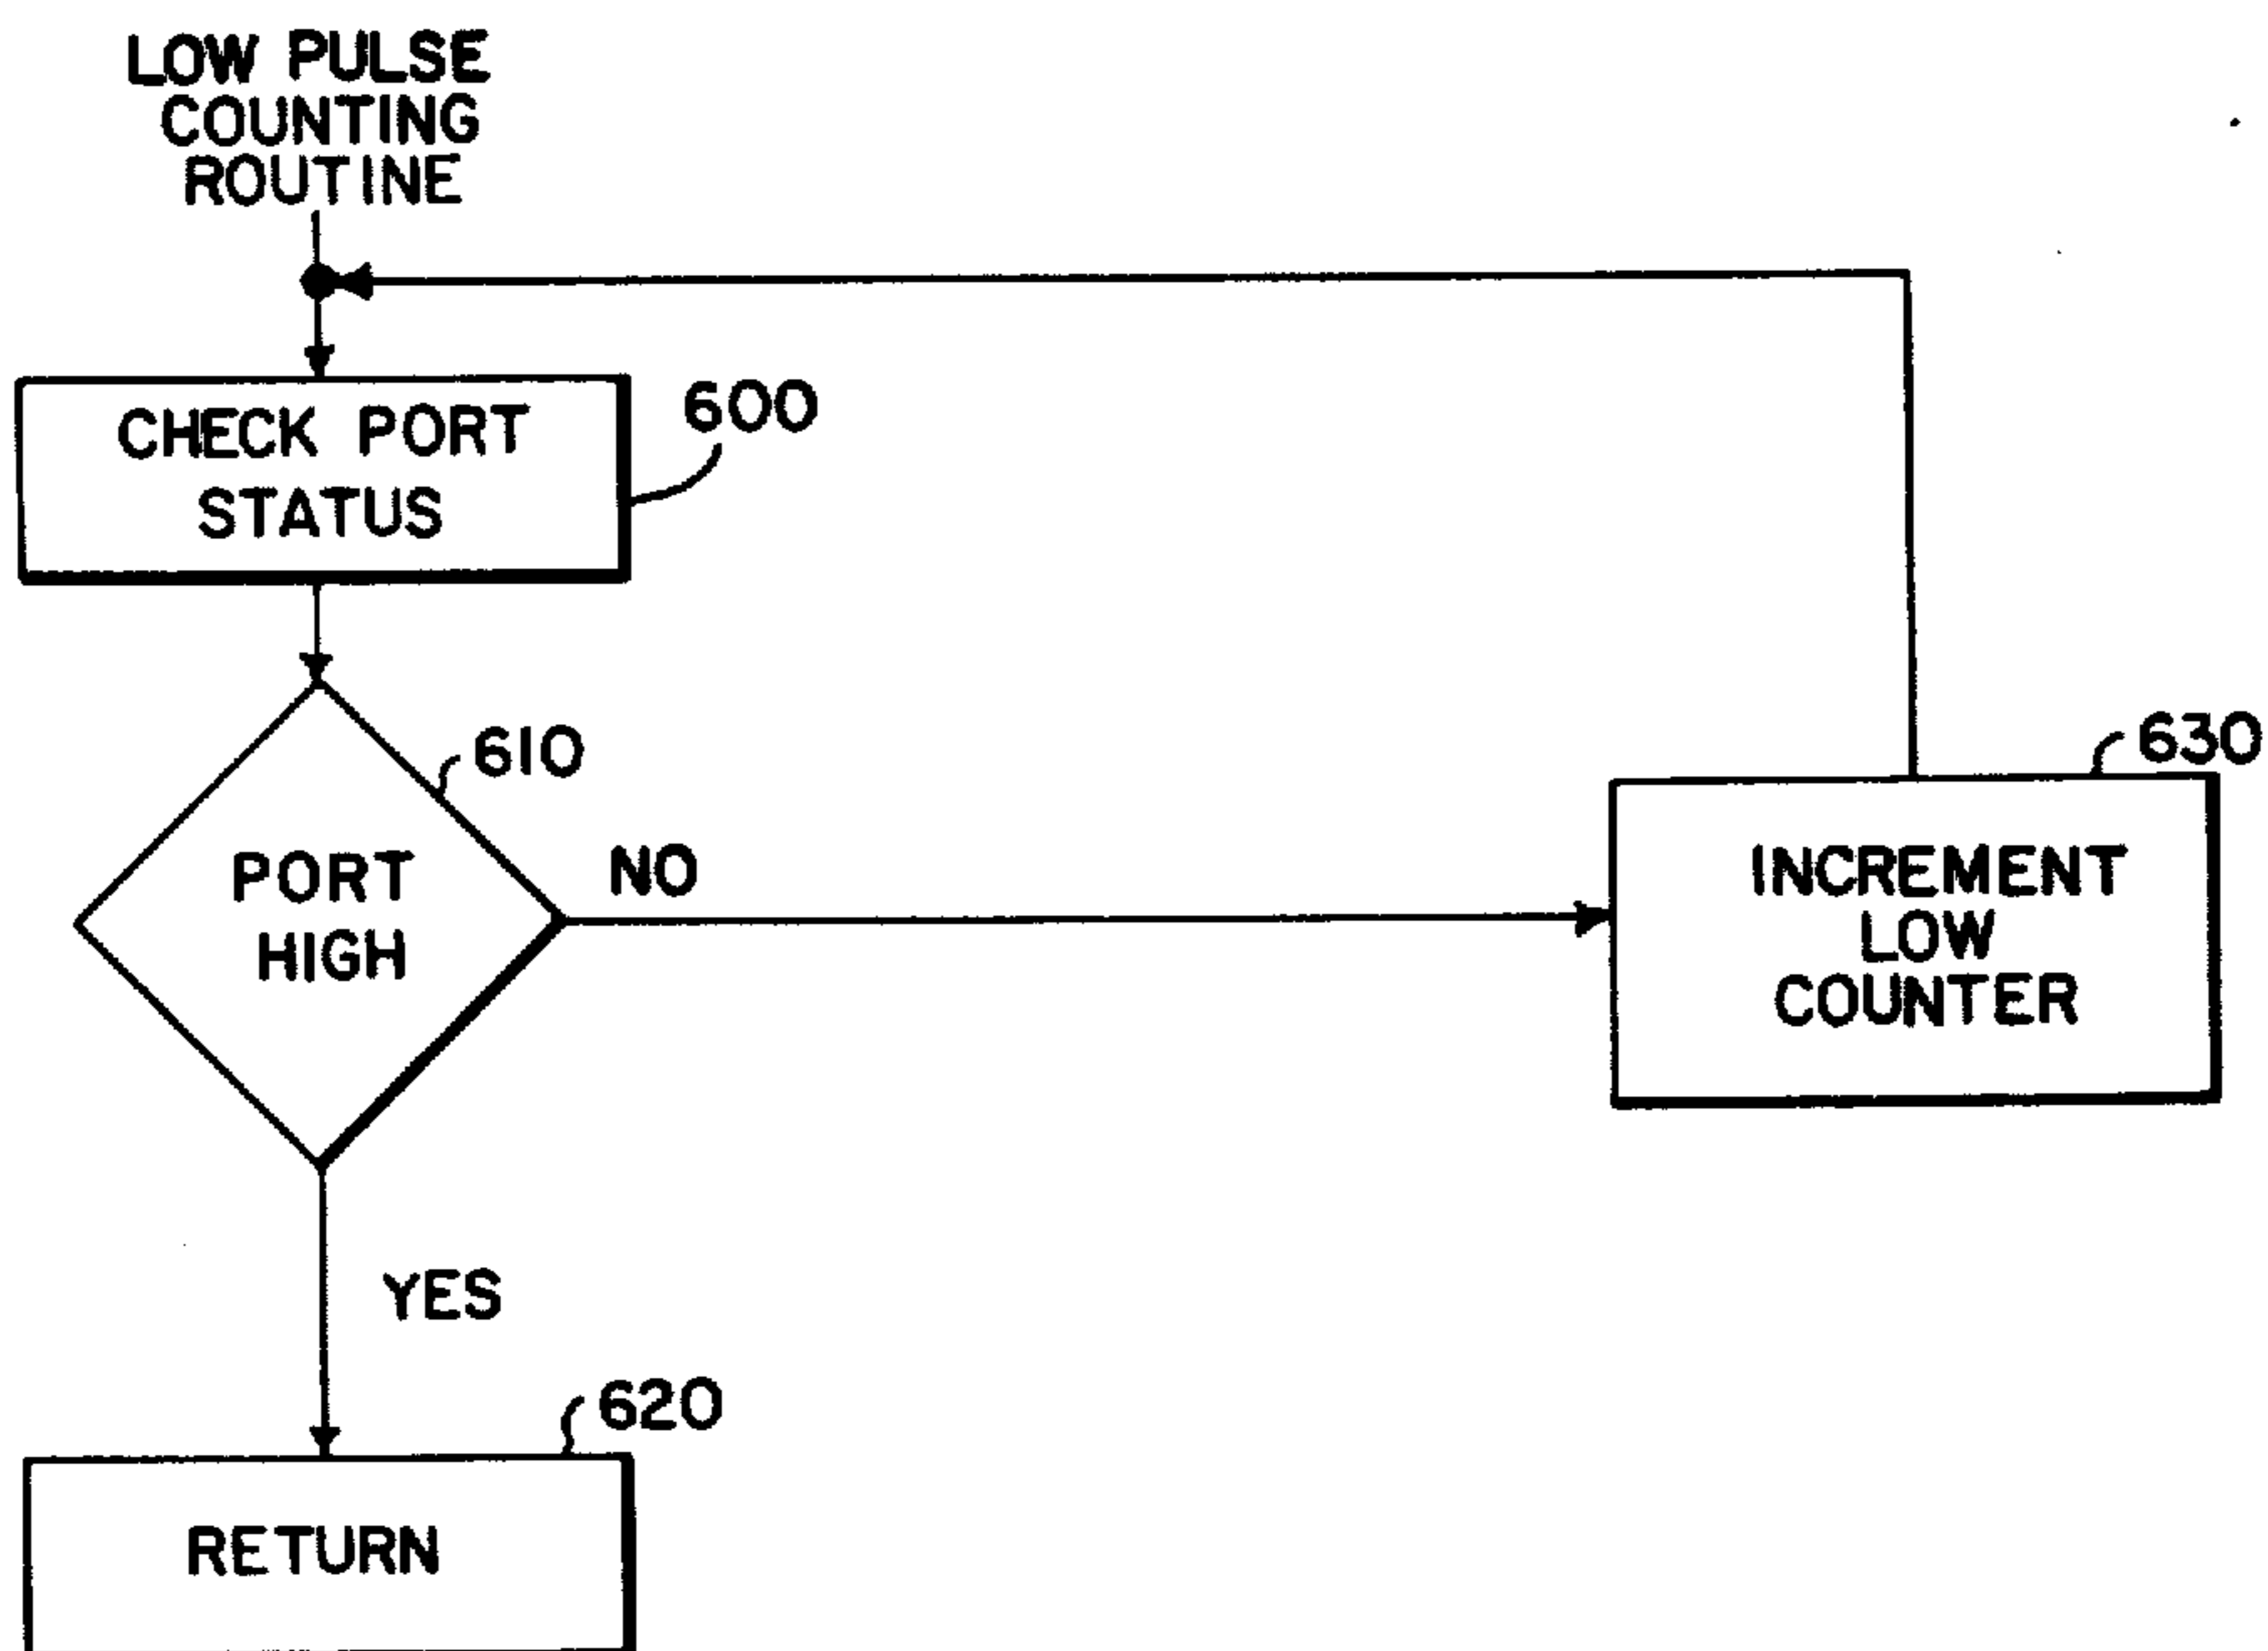 LOW PULSE
COUNTING
ROUTINE
CHECK PORT
STATUS
600
610
PORT
HIGH
NO
630
INCREMENT
LOW
COUNTER
YES
620
RETURN